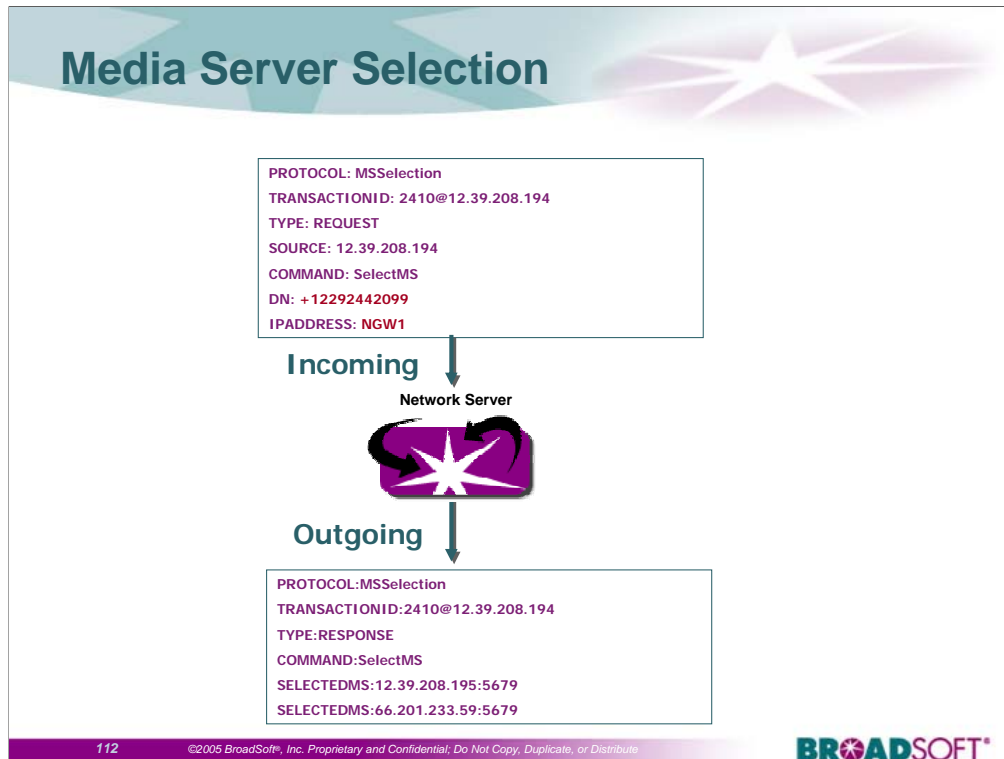 Media Server Selection
PROTOCOL: MSSelection
TRANSACTIONID: 2410@12.39.208.194
TYPE: REQUEST
SOURCE: 12.39.208.194
COMMAND: SelectMS
DN: +12292442099
IPADDRESS: NGW1
Incoming
Network Server
Outgoing
PROTOCOL:MSSelection
TRANSACTIONID:2410@12.39.208.194
TYPE:RESPONSE
COMMAND:SelectMS
SELECTEDMS:12.39.208.195:5679
SELECTEDMS:66.201.233.59:5679
112 ©2005 BroadSoft®, Inc. Proprietary and Confidential; Do Not Copy, Duplicate, or Distribute
BROADSOFT